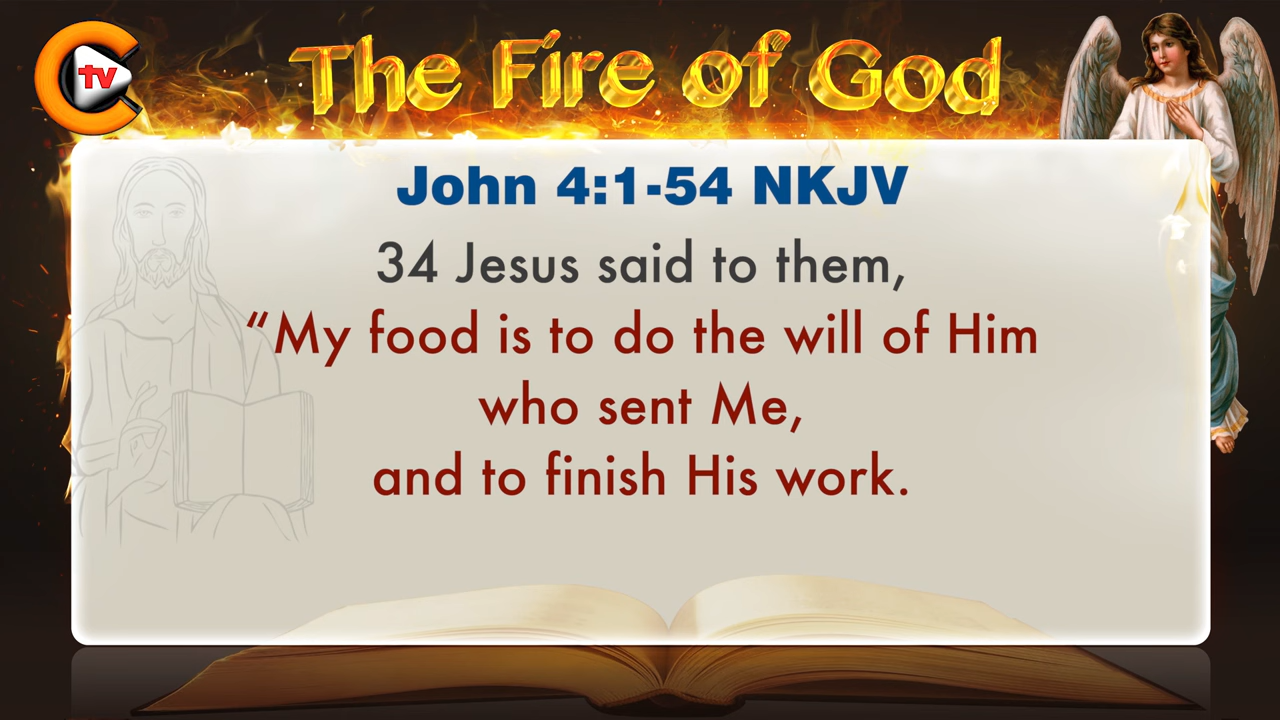 tv
The Fire of God
John 4:1-54 NKJV
34 Jesus said to them,
“My food is to do the will of Him
who sent Me,
and to finish His work.